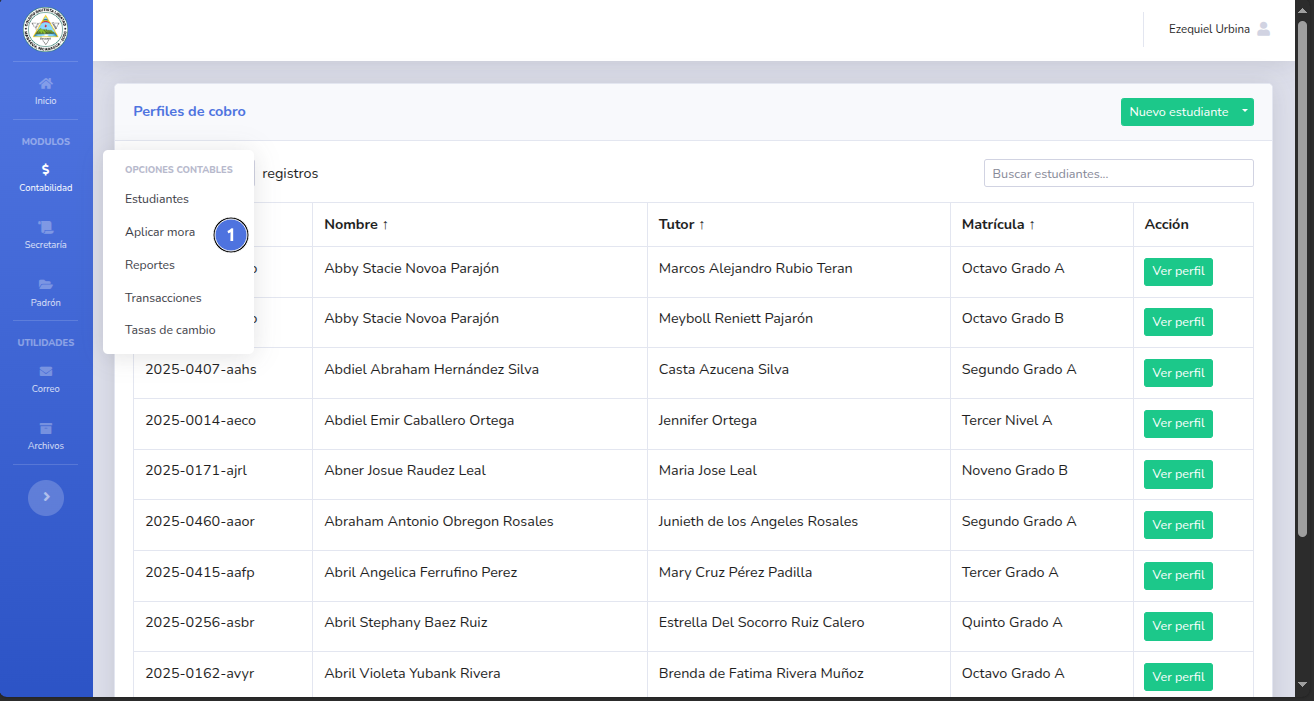 Ezequiel Urbina
Inicio
MODULOS
$
Contabilidad
Secretaría
Padrón
UTILIDADES
Correo
Archivos
Perfiles de cobro
Nuevo estudiante
OPCIONES CONTABLES
Estudiantes
Aplicar mora
1
Reportes
Transacciones
Tasas de cambio
registros
Buscar estudiantes...
Nombre ↑ Tutor ↑ Matrícula ↑ Acción
Abby Stacie Novoa Parajón Marcos Alejandro Rubio Teran Octavo Grado A Ver perfil
Abby Stacie Novoa Parajón Meyboll Reniett Pajarón Octavo Grado B Ver perfil
2025-0407-aahs Abdiel Abraham Hernández Silva Casta Azucena Silva Segundo Grado A Ver perfil
2025-0014-aeco Abdiel Emir Caballero Ortega Jennifer Ortega Tercer Nivel A Ver perfil
2025-0171-ajrl Abner Josue Raudez Leal Maria Jose Leal Noveno Grado B Ver perfil
2025-0460-aaor Abraham Antonio Obregon Rosales Junieth de los Angeles Rosales Segundo Grado A Ver perfil
2025-0415-aafp Abril Angelica Ferrufino Perez Mary Cruz Pérez Padilla Tercer Grado A Ver perfil
2025-0256-asbr Abril Stephany Baez Ruiz Estrella Del Socorro Ruiz Calero Quinto Grado A Ver perfil
2025-0162-avyr Abril Violeta Yubank Rivera Brenda de Fatima Rivera Muñoz Octavo Grado A Ver perfil